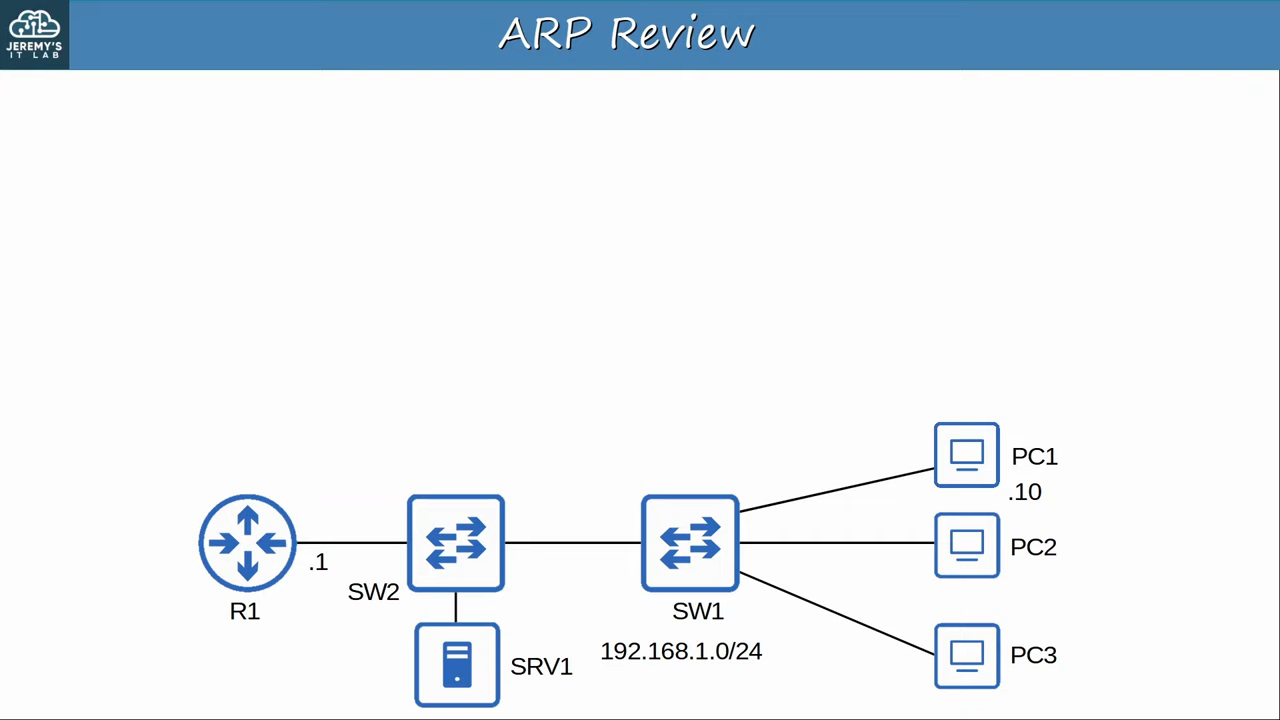 JEREMY'S
IT LAB
ARP Review
PC1
.10
PC2
.1
SW2
R1
SW1
192.168.1.0/24
SRV1
PC3